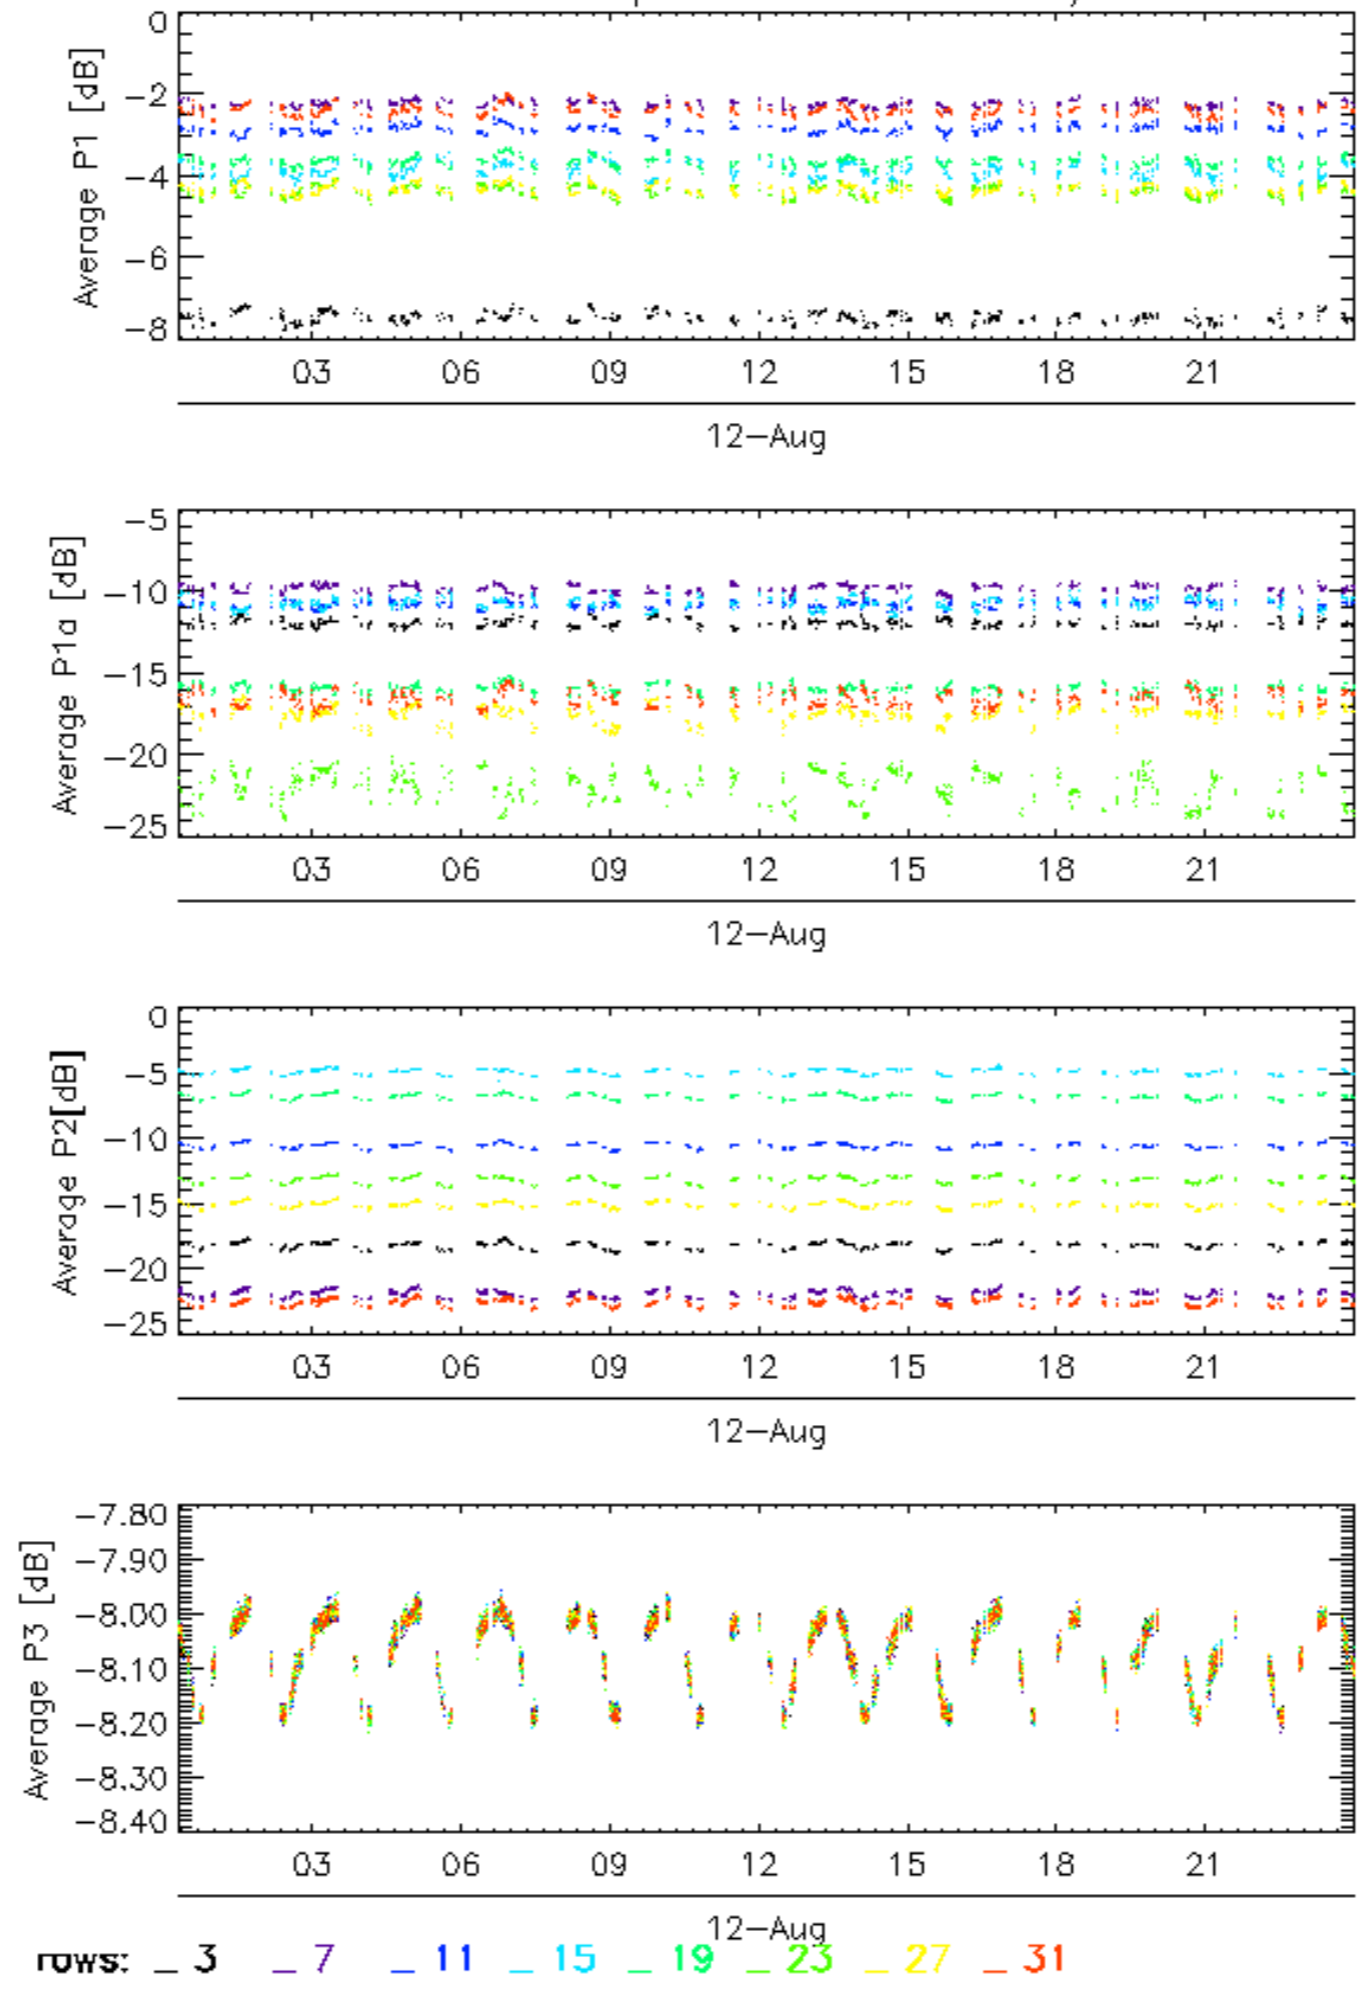 0
-2
-4
-6
-8
Average P1 [dB]
03 06 09 12 15 18 21
12-Aug
-5
-10
-15
-20
-25
Average P1a [dB]
03 06 09 12 15 18 21
12-Aug
0
-5
-10
-15
-20
-25
Average P2[dB]
03 06 09 12 15 18 21
12-Aug
-7.80
-7.90
-8.00
-8.10
-8.20
-8.30
-8.40
Average P3 [dB]
03 06 09 12 15 18 21
12-Aug
rows: _ 3 _ 7 _ 11 _ 15 _ 19 _ 23 _ 27 _ 31